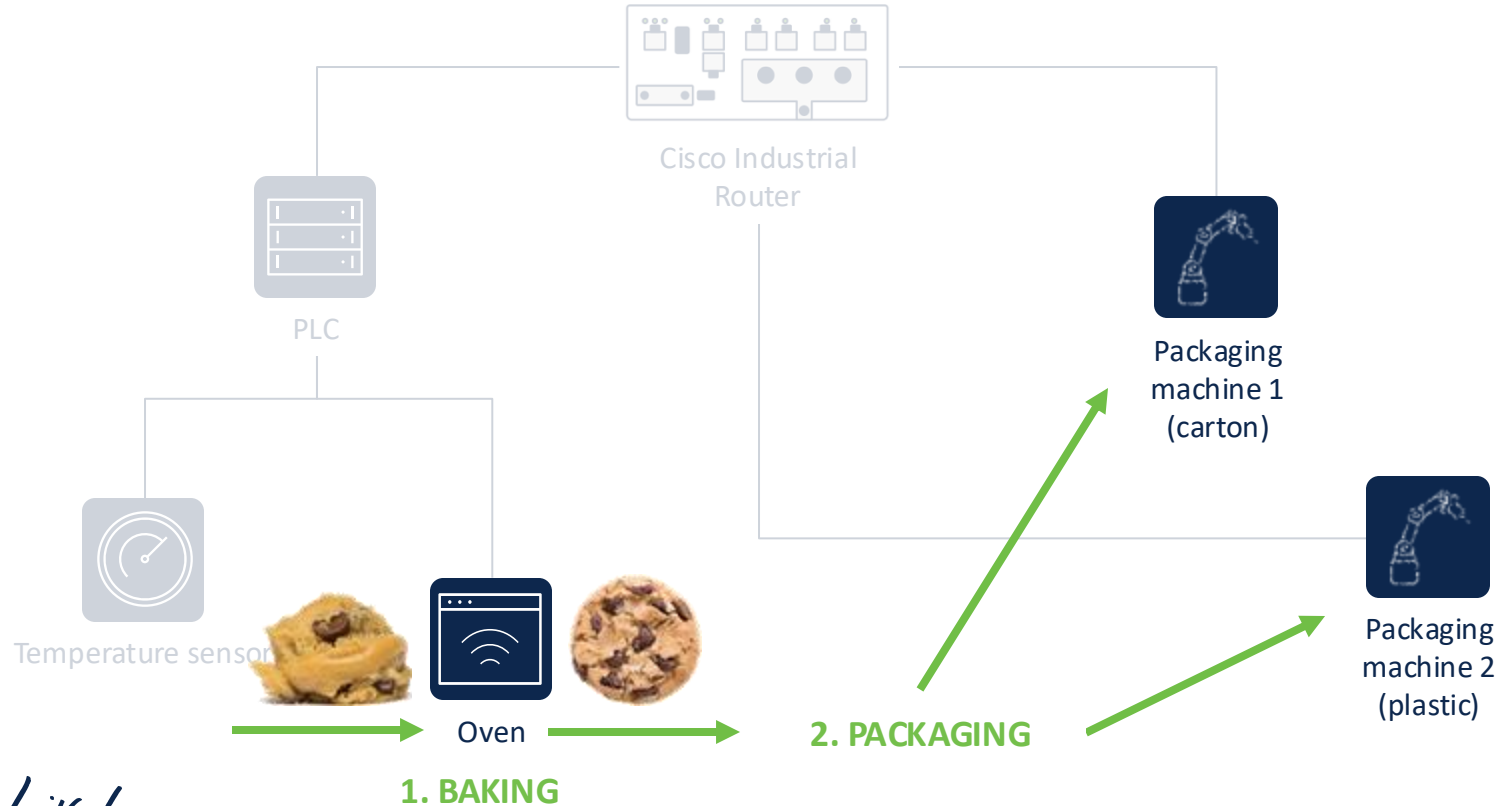 Cisco Industrial
Router
PLC
Packaging
machine 1
(carton)
Temperature sensor
Oven
1. BAKING
2. PACKAGING
Packaging
machine 2
(plastic)